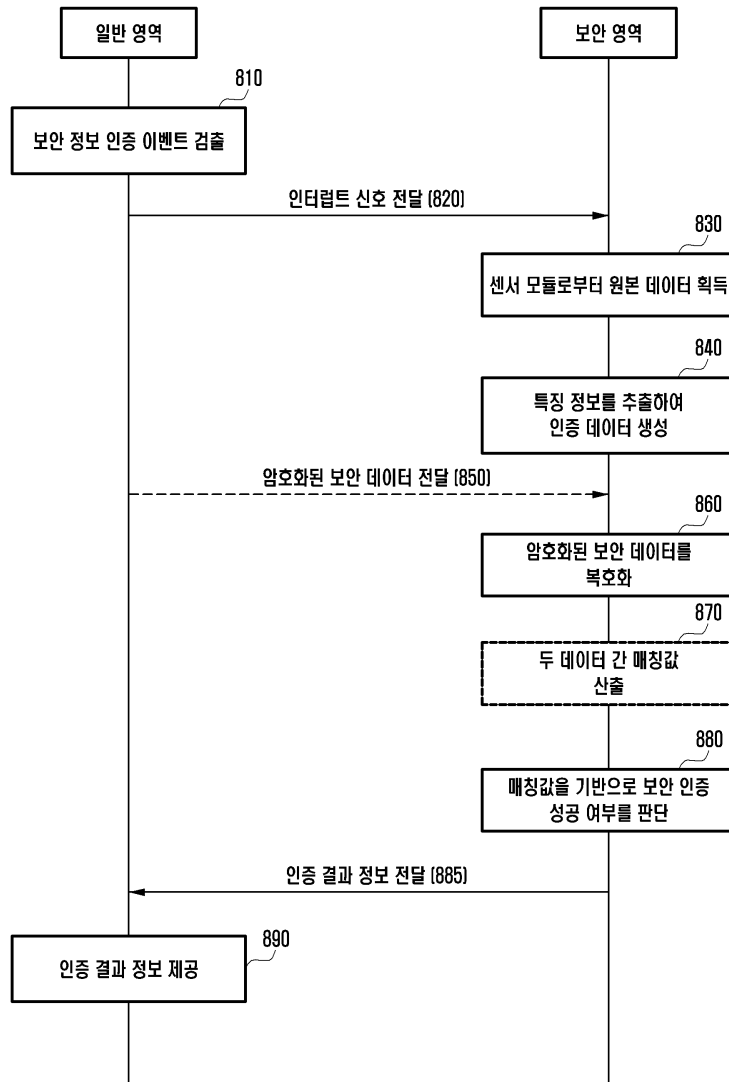 일반 영역
보안 영역
810
보안 정보 인증 이벤트 검출
인터럽트 신호 전달 (820)
830
센서 모듈로부터 원본 데이터 획득
840
특징 정보를 추출하여
인증 데이터 생성
암호화된 보안 데이터 전달 (850)
860
암호화된 보안 데이터를
복호화
870
두 데이터 간 매칭값
산출
880
매칭값을 기반으로 보안 인증
성공 여부를 판단
인증 결과 정보 전달 (885)
890
인증 결과 정보 제공